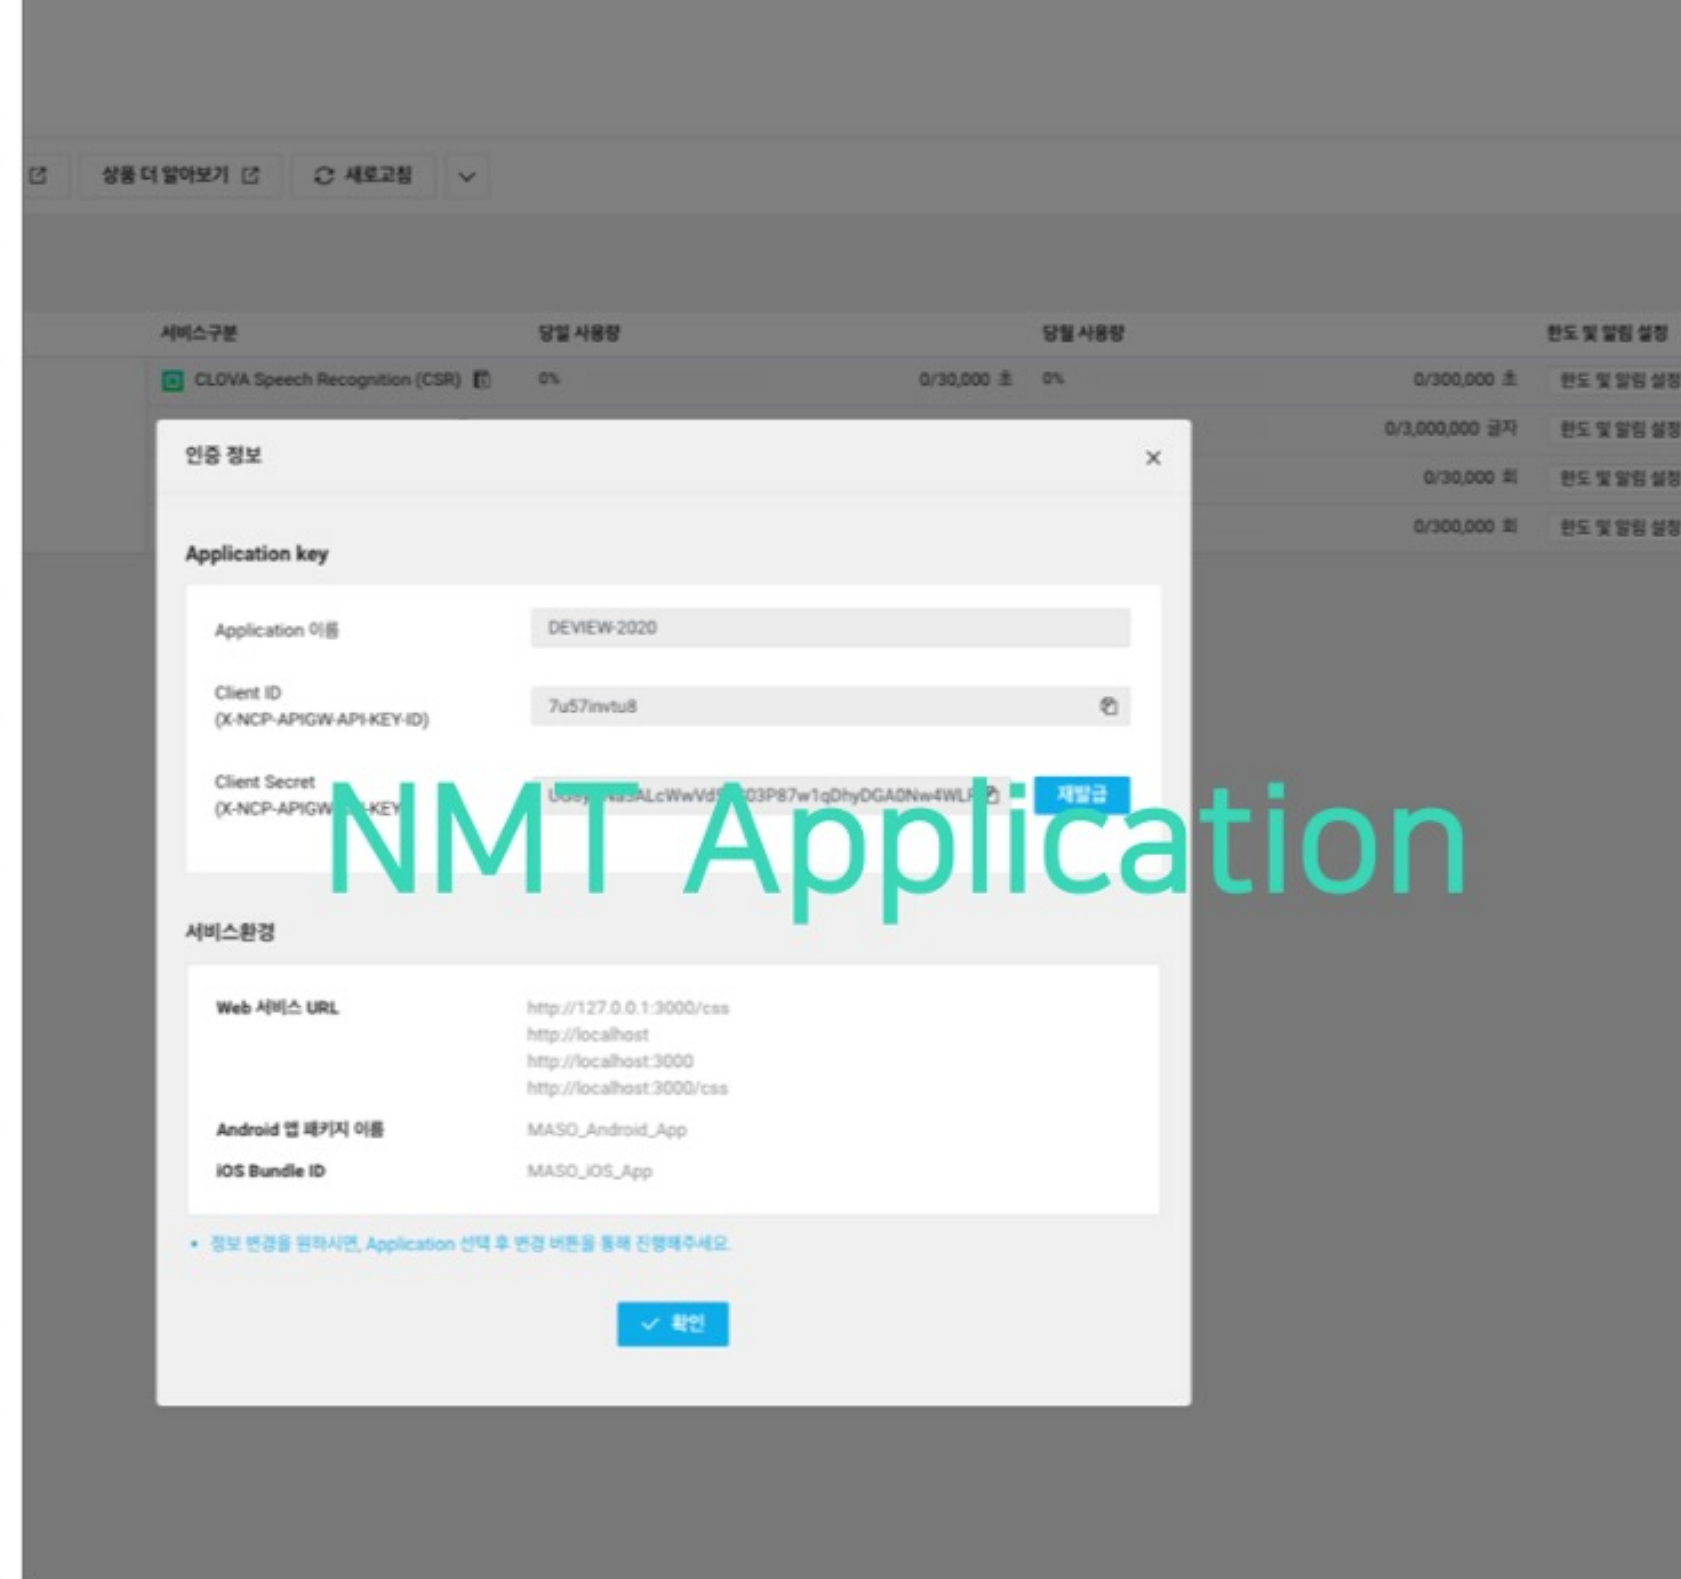 상품 더 알아보기
새로고침
서비스구분 당일 사용량 당월 사용량 한도 및 알림 설정
CLOVA Speech Recognition (CSR) 0% 0/30,000 초 0% 0/300,000 초 한도 및 알림 설정
0/3,000,000 글자 한도 및 알림 설정
0/30,000 회 한도 및 알림 설정
0/300,000 회 한도 및 알림 설정
인증 정보
Application key
Application 이름 DEVIEW-2020
Client ID
(X-NCP-APIGW-API-KEY-ID) 7u57invtu8
Client Secret
재발급
NMT Application
서비스환경
Web 서비스 URL http://127.0.0.1:3000/css
http://localhost
http://localhost:3000
http://localhost:3000/css
Android 앱 패키지 이름 MASO_Android_App
iOS Bundle ID MASO_iOS_App
• 정보 변경을 원하시면, Application 선택 후 변경 버튼을 통해 진행해주세요.
확인